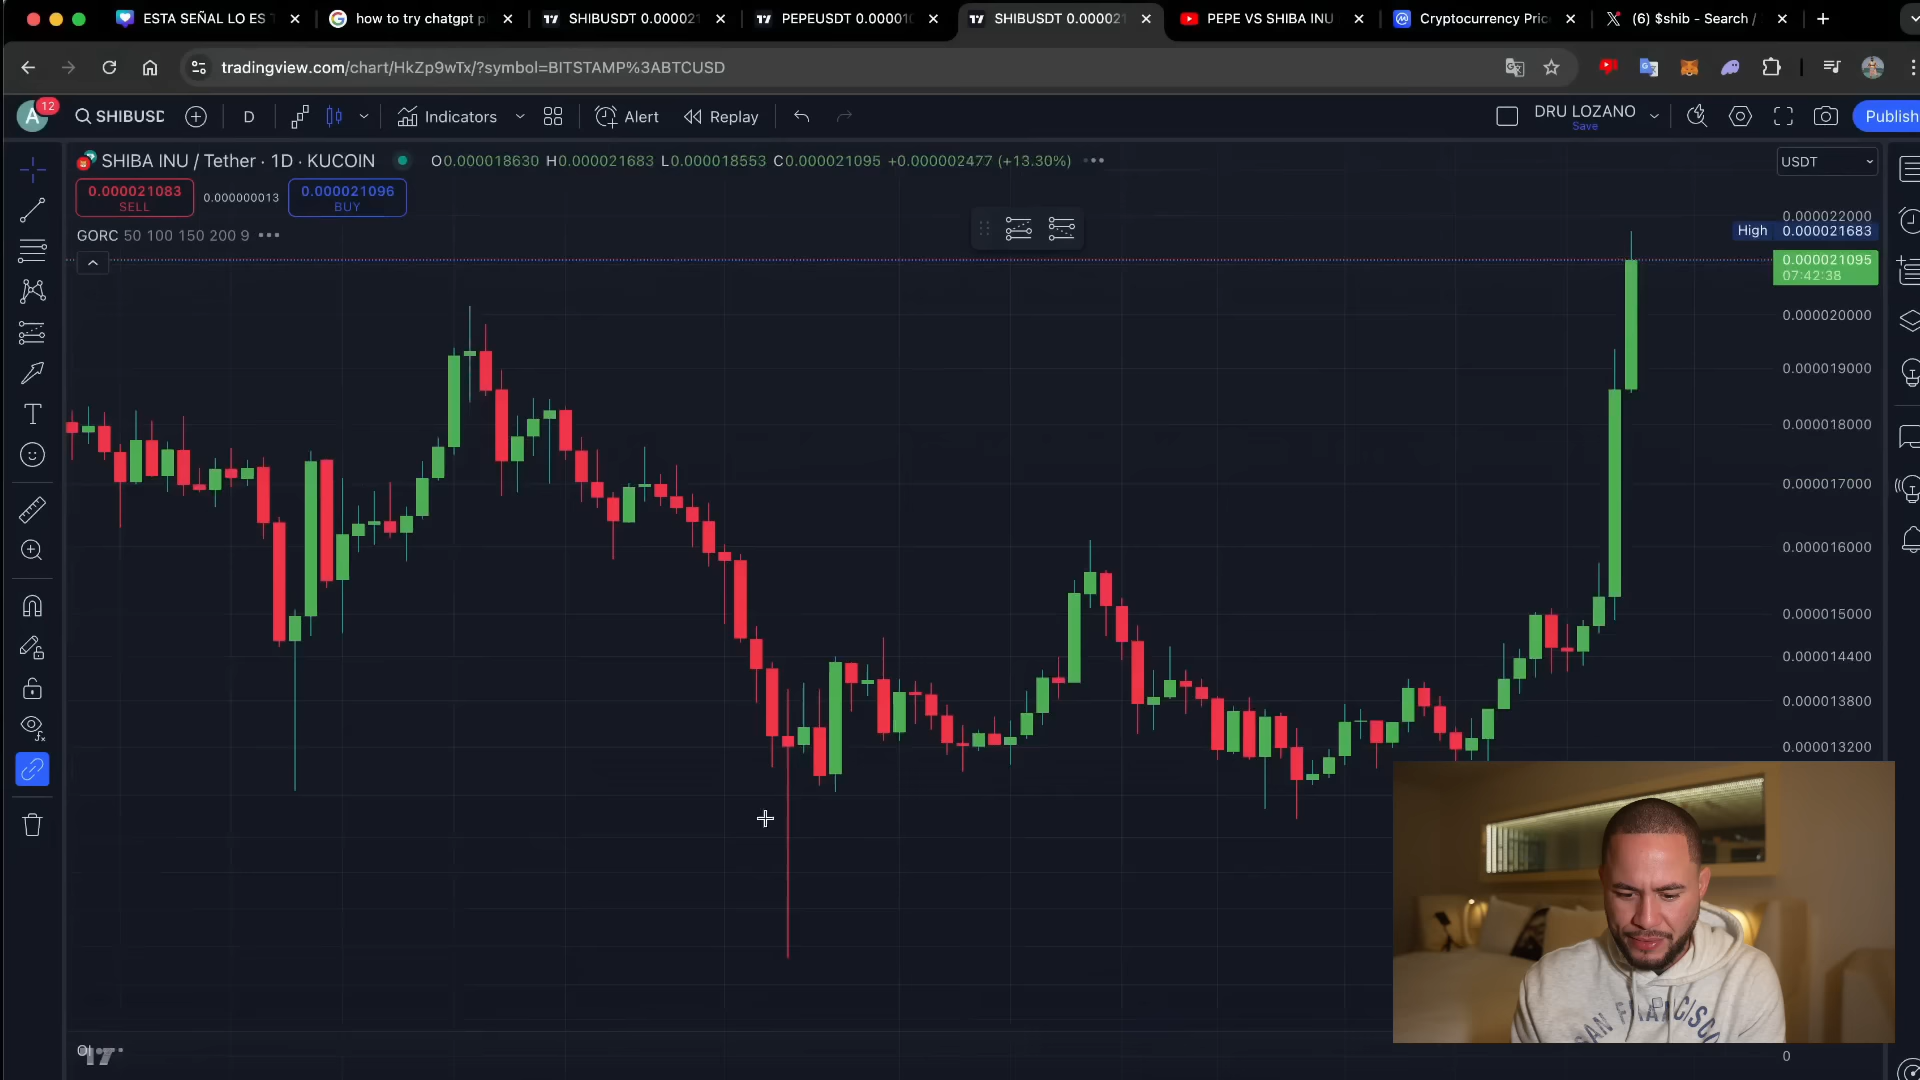 ESTA SEÑAL LO ES T
how to try chatgpt p
SHIBUSDT 0.000021
PEPEUSDT 0.000010
SHIBUSDT 0.000021
PEPE VS SHIBA INU
Cryptocurrency Pric
(6) $shib - Search /
tradingview.com/chart/HkZp9wTx/?symbol=BITSTAMP%3ABTCUSD
A
12
SHIBUSD
D
Indicators
Alert
Replay
DRU LOZANO
Save
Publish
SHIBA INU / Tether · 1D · KUCOIN
O0.000018630 H0.000021683 L0.000018553 C0.000021095 +0.000002477 (+13.30%)
USDT
0.000021083
SELL
0.000000013
0.000021096
BUY
GORC 50 100 150 200 9
0.000022000
High 0.000021683
0.000021095
07:42:38
0.000020000
0.000019000
0.000018000
0.000017000
0.000016000
0.000015000
0.000014400
0.000013800
0.000013200
SAN FRANCISCO
0